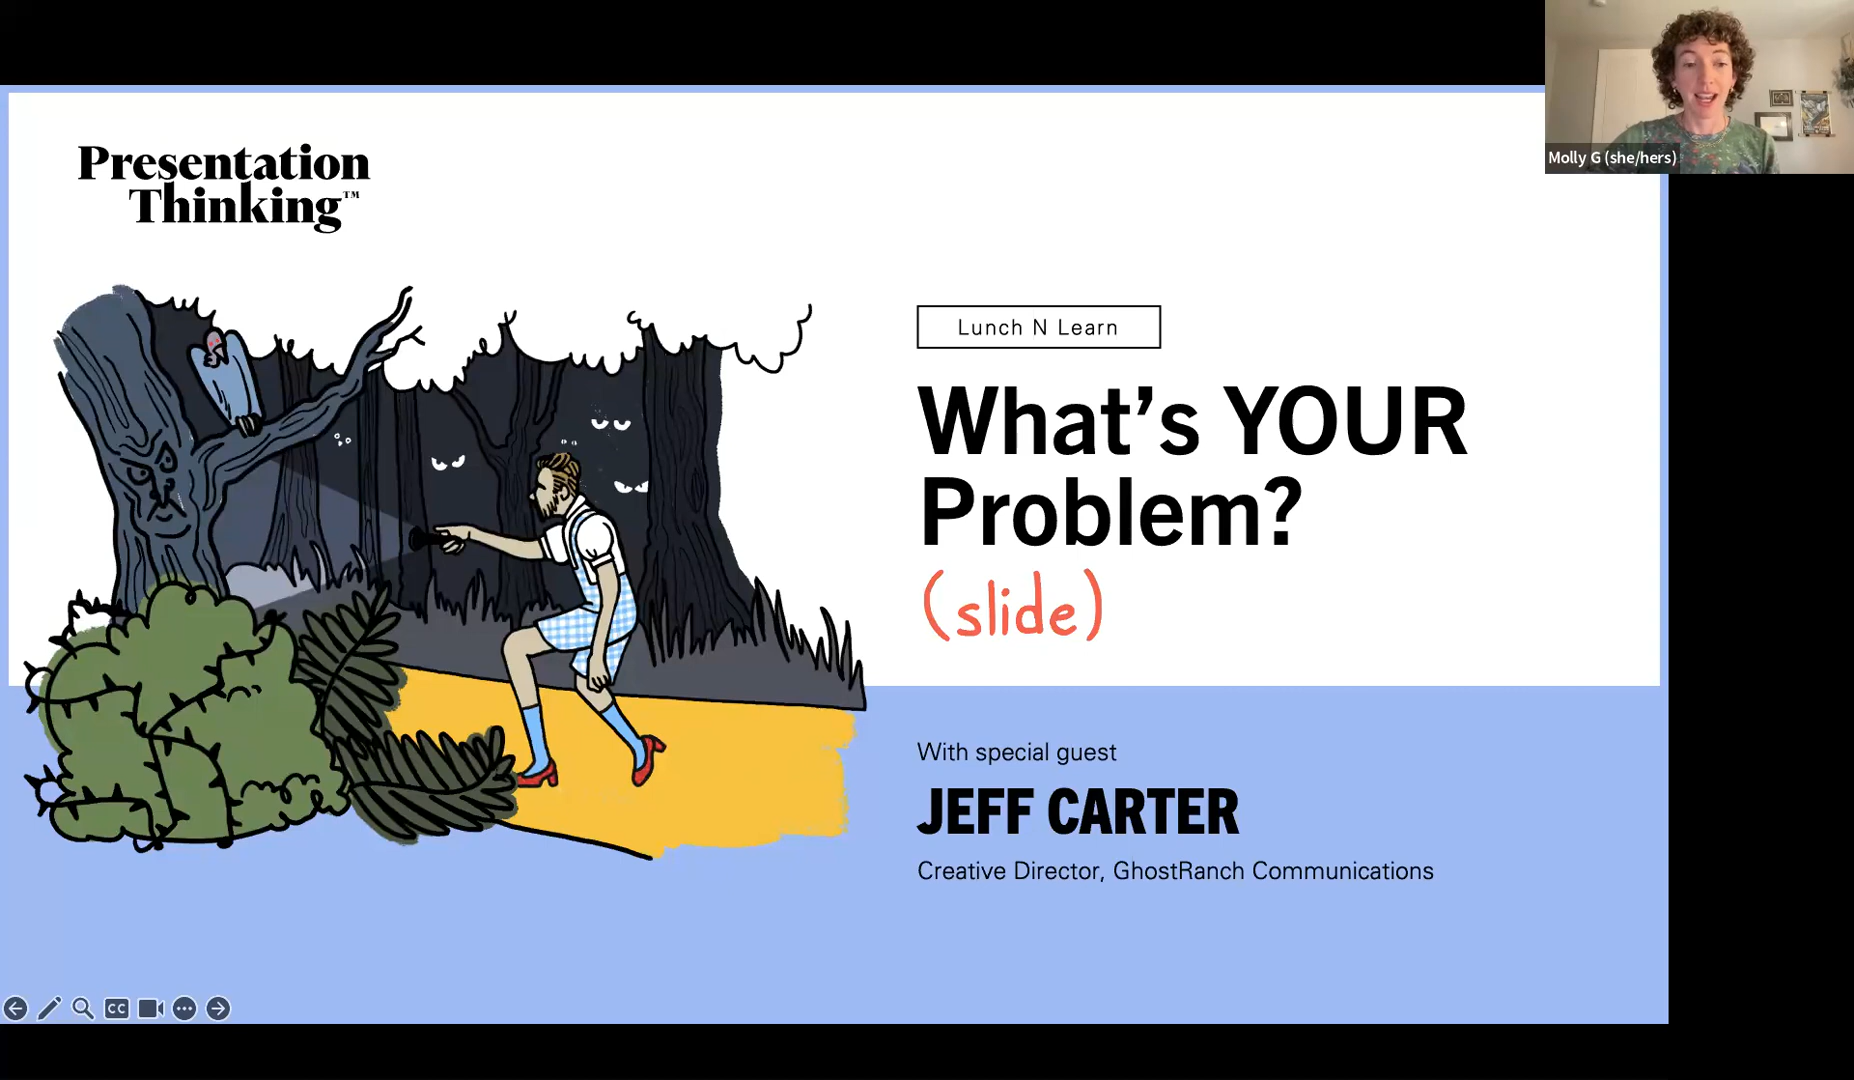 Presentation
Thinking™
Lunch N Learn
What’s YOUR
Problem?
(slide)
With special guest
JEFF CARTER
Creative Director, GhostRanch Communications
Molly G (she/hers)
CC